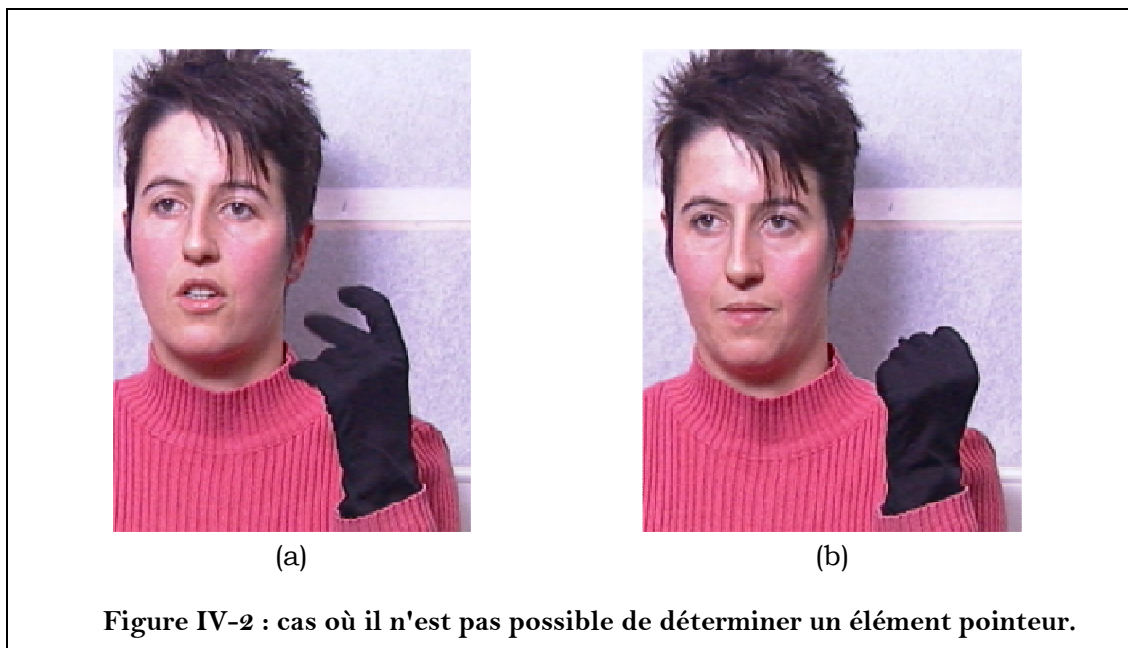 (a) (b)
Figure IV-2 : cas où il n'est pas possible de déterminer un élément pointeur.